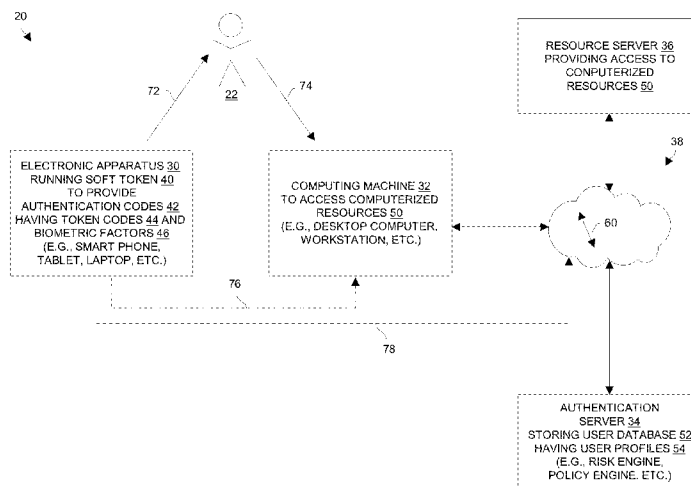 20
22
72
74
RESOURCE SERVER 36
PROVIDING ACCESS TO
CONPUTERIZED
RESOURCES 50
38
ELECTRONIC APPARATUS 30
RUNNING SOFT TOKEN 40
TO PROVIDE
AUTHENTICATION CODES 42
HAVING TOKEN CODES 44 AND
BIOMETRIC FACTORS 46
(E.G., SMART PHONE,
TABLET, LAPTOP, ETC.)
COMPUTING MACHINE 32
TO ACCESS COMPUTERIZED
RESOURCES 50
(E.G., DESKTOP COMPUTER,
WORKSTATION, ETC.)
60
76
78
AUTHENTICATION
SERVER 34
STORING USER DATABASE 52
HAVING USER PROFILES 54
(E.G., RISK ENGINE,
POLICY ENGINE. ETC.)